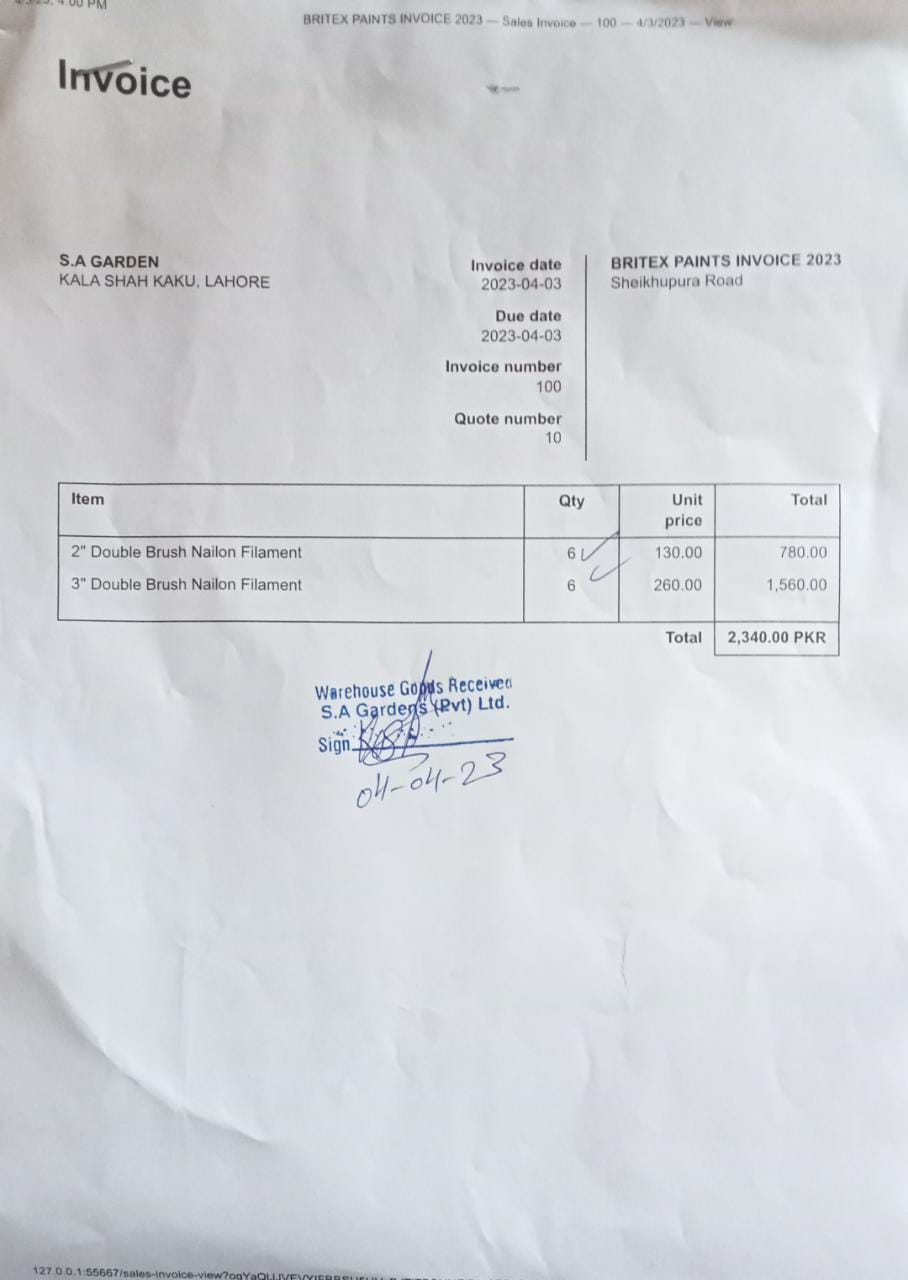 4:00 PM
BRITEX PAINTS INVOICE 2023 — Sales Invoice — 100 — 4/3/2023 — View
Invoice
S.A GARDEN
KALA SHAH KAKU, LAHORE
Invoice date
2023-04-03
Due date
2023-04-03
Invoice number
100
Quote number
10
BRITEX PAINTS INVOICE 2023
Sheikhupura Road
Item Qty Unit price Total
2" Double Brush Nailon Filament 6 130.00 780.00
3" Double Brush Nailon Filament 6 260.00 1,560.00
Total 2,340.00 PKR
Warehouse Goods Received
S.A Gardens (Pvt) Ltd.
Sign
04-04-23
127.0.0.1:55667/sales-invoice-view?